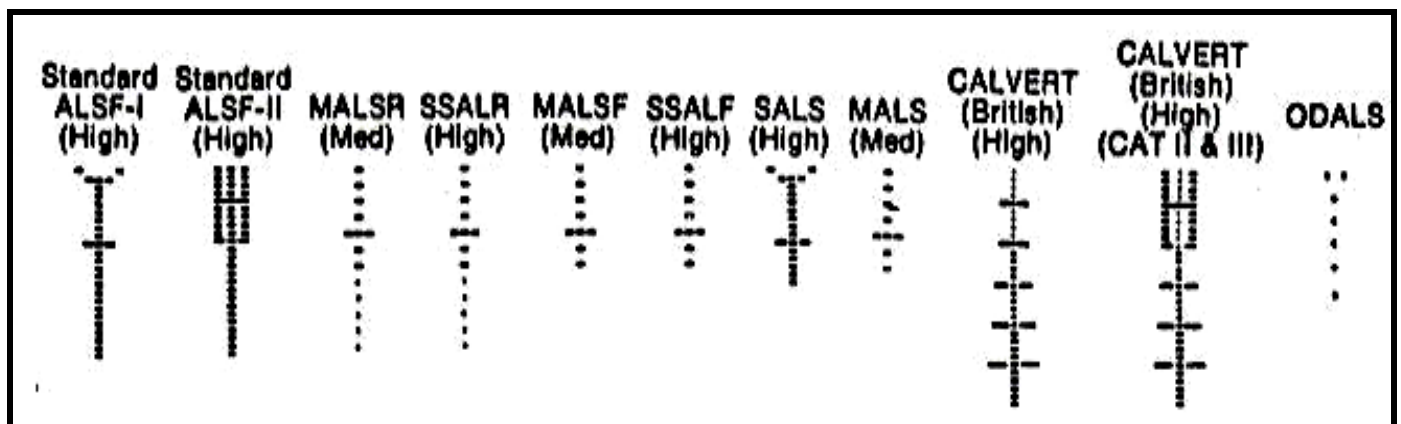 Standard
ALSF-I
(High)
Standard
ALSF-II
(High)
MALSR
(Med)
SSALR
(High)
MALSF
(Med)
SSALF
(High)
SALS
(High)
MALS
(Med)
CALVERT
(British)
(High)
CALVERT
(British)
(High)
(CAT II & III)
ODALS